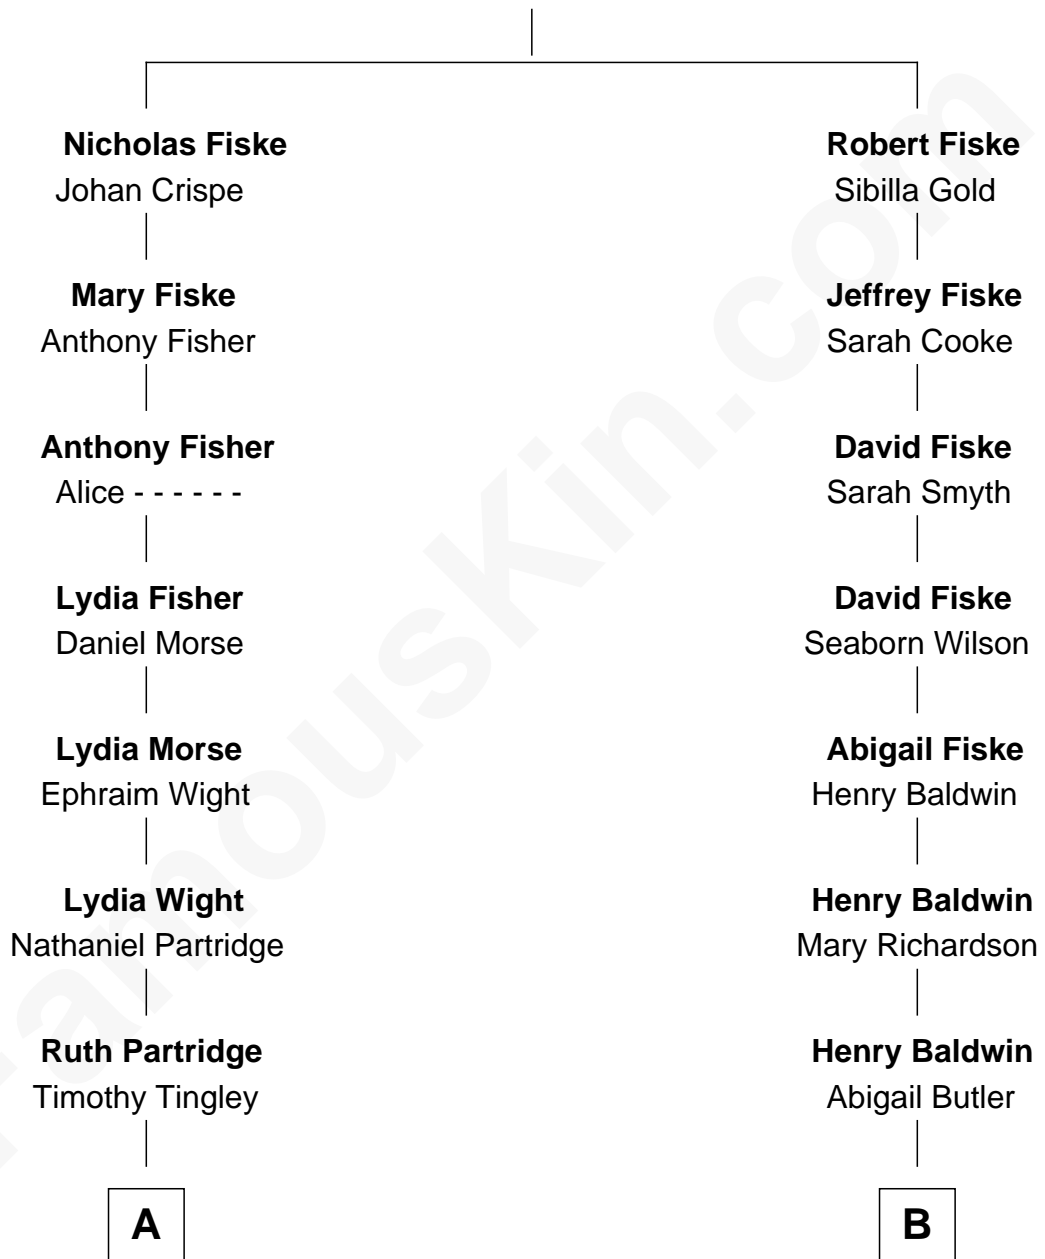 Nicholas Fiske
Johan Crispe
Mary Fiske
Anthony Fisher
Anthony Fisher
Alice - - - - - -
Lydia Fisher
Daniel Morse
Lydia Morse
Ephraim Wight
Lydia Wight
Nathaniel Partridge
Ruth Partridge
Timothy Tingley
A
Robert Fiske
Sibilla Gold
Jeffrey Fiske
Sarah Cooke
David Fiske
Sarah Smyth
David Fiske
Seaborn Wilson
Abigail Fiske
Henry Baldwin
Henry Baldwin
Mary Richardson
Henry Baldwin
Abigail Butler
B
FamousKin.com